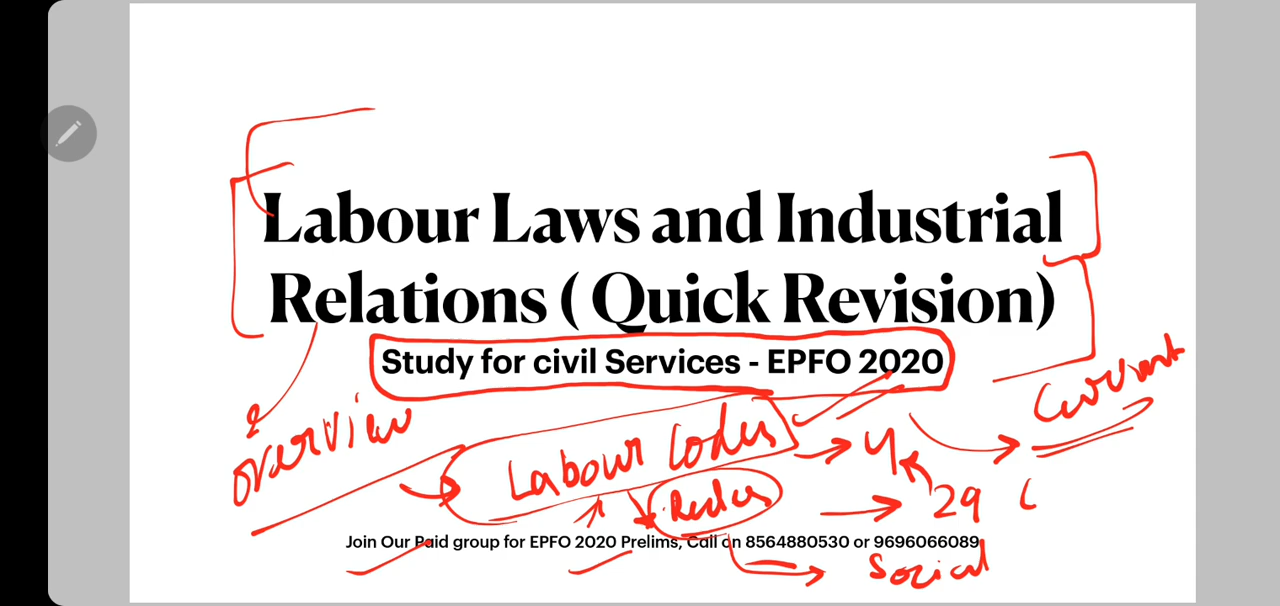 Labour Laws and Industrial
Relations ( Quick Revision)
Study for civil Services - EPFO 2020
Current
overview
Labour Codes → 4
29 (
Join Our Paid group for EPFO 2020 Prelims, Call on 8564880530 or 9696066089
Social